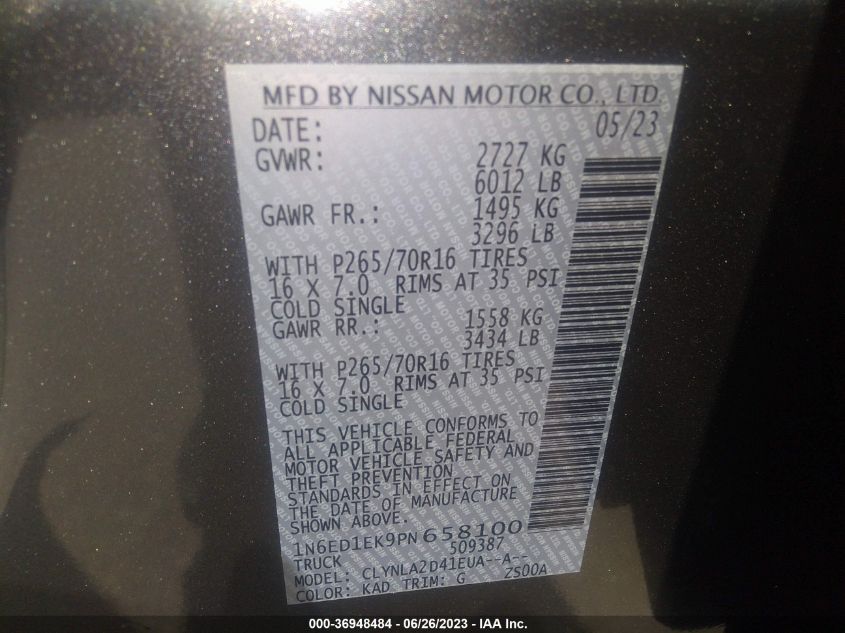 MFD BY NISSAN MOTOR CO., LTD.
DATE: 05/23
GVWR: 2727 KG
6012 LB
GAWR FR.: 1495 KG
3296 LB
WITH P265/70R16 TIRES
16 X 7.0 RIMS AT 35 PSI
COLD SINGLE
GAWR RR.: 1558 KG
3434 LB
WITH P265/70R16 TIRES
16 X 7.0 RIMS AT 35 PSI
COLD SINGLE
THIS VEHICLE CONFORMS TO
ALL APPLICABLE FEDERAL
MOTOR VEHICLE SAFETY AND
THEFT PREVENTION
STANDARDS IN EFFECT ON
THE DATE OF MANUFACTURE
SHOWN ABOVE.
1N6ED1EK9PN658100
TRUCK 509387
MODEL: CLYNLA2D41EUA--A--
COLOR: KAD TRIM: G ZS00A
000-36948484 - 06/26/2023 - IAA Inc.